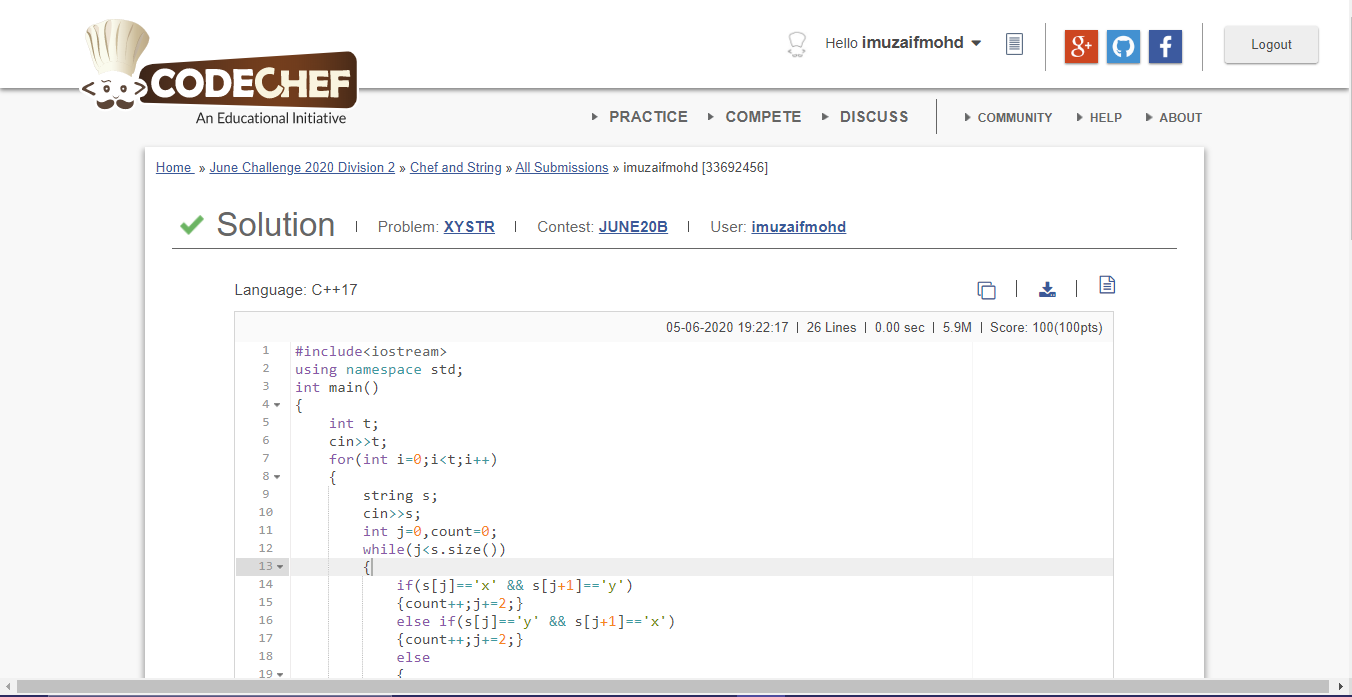 Hello imuzaifmohd
g+
f
Logout
CODECHEF
An Educational Initiative
PRACTICE COMPETE DISCUSS COMMUNITY HELP ABOUT
Home » June Challenge 2020 Division 2 » Chef and String » All Submissions » imuzaifmohd [33692456]
Solution | Problem: XYSTR | Contest: JUNE20B | User: imuzaifmohd
Language: C++17
05-06-2020 19:22:17 | 26 Lines | 0.00 sec | 5.9M | Score: 100(100pts)
1 #include<iostream>
2 using namespace std;
3 int main()
4 {
5 int t;
6 cin>>t;
7 for(int i=0;i<t;i++)
8 {
9 string s;
10 cin>>s;
11 int j=0,count=0;
12 while(j<s.size())
13 {
14 if(s[j]=='x' && s[j+1]=='y')
15 {count++;j+=2;}
16 else if(s[j]=='y' && s[j+1]=='x')
17 {count++;j+=2;}
18 else
19 {